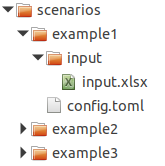 scenarios
example1
input
input.xlsx
config.toml
example2
example3